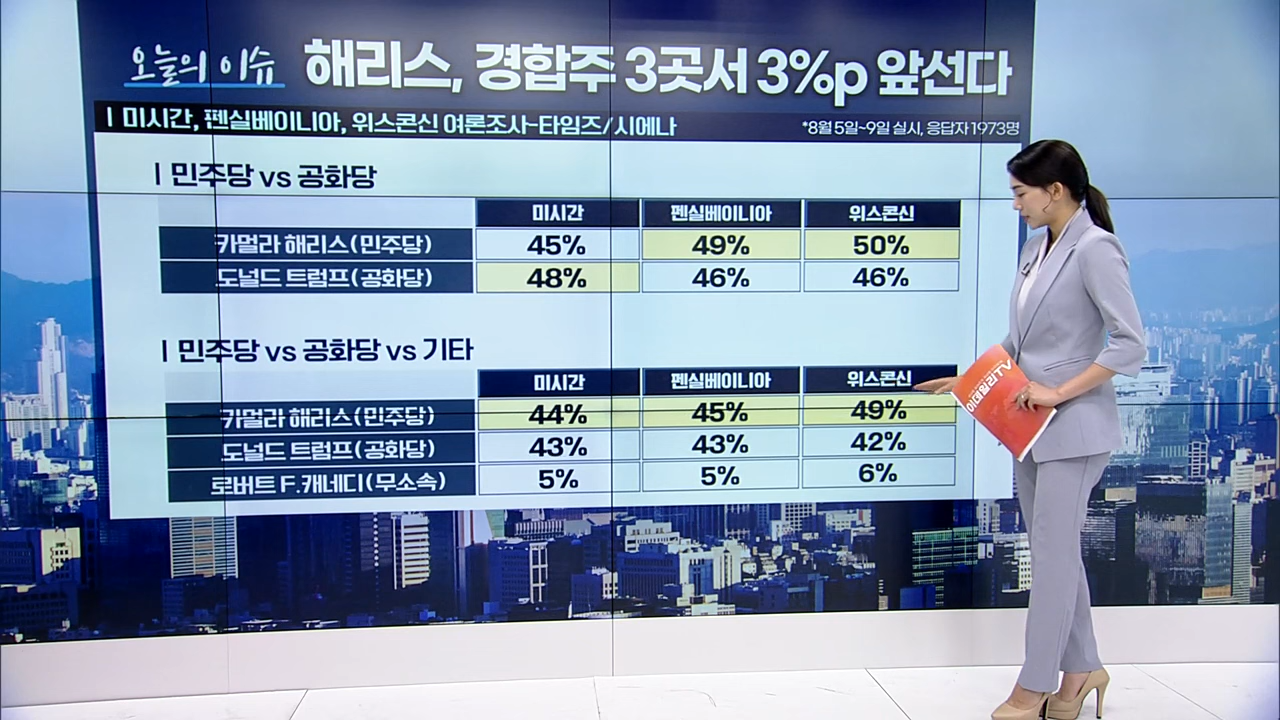 오늘의 이슈 해리스, 경합주 3곳서 3%p 앞선다
미시간, 펜실베이니아, 위스콘신 여론조사-타임즈/시에나 *8월 5일~9일 실시, 응답자 1973명
민주당 vs 공화당
미시간 펜실베이니아 위스콘신
카멀라 해리스(민주당) 45% 49% 50%
도널드 트럼프(공화당) 48% 46% 46%
민주당 vs 공화당 vs 기타
미시간 펜실베이니아 위스콘신
카멀라 해리스(민주당) 44% 45% 49%
도널드 트럼프(공화당) 43% 43% 42%
로버트 F.캐네디(무소속) 5% 5% 6%
이데일리TV